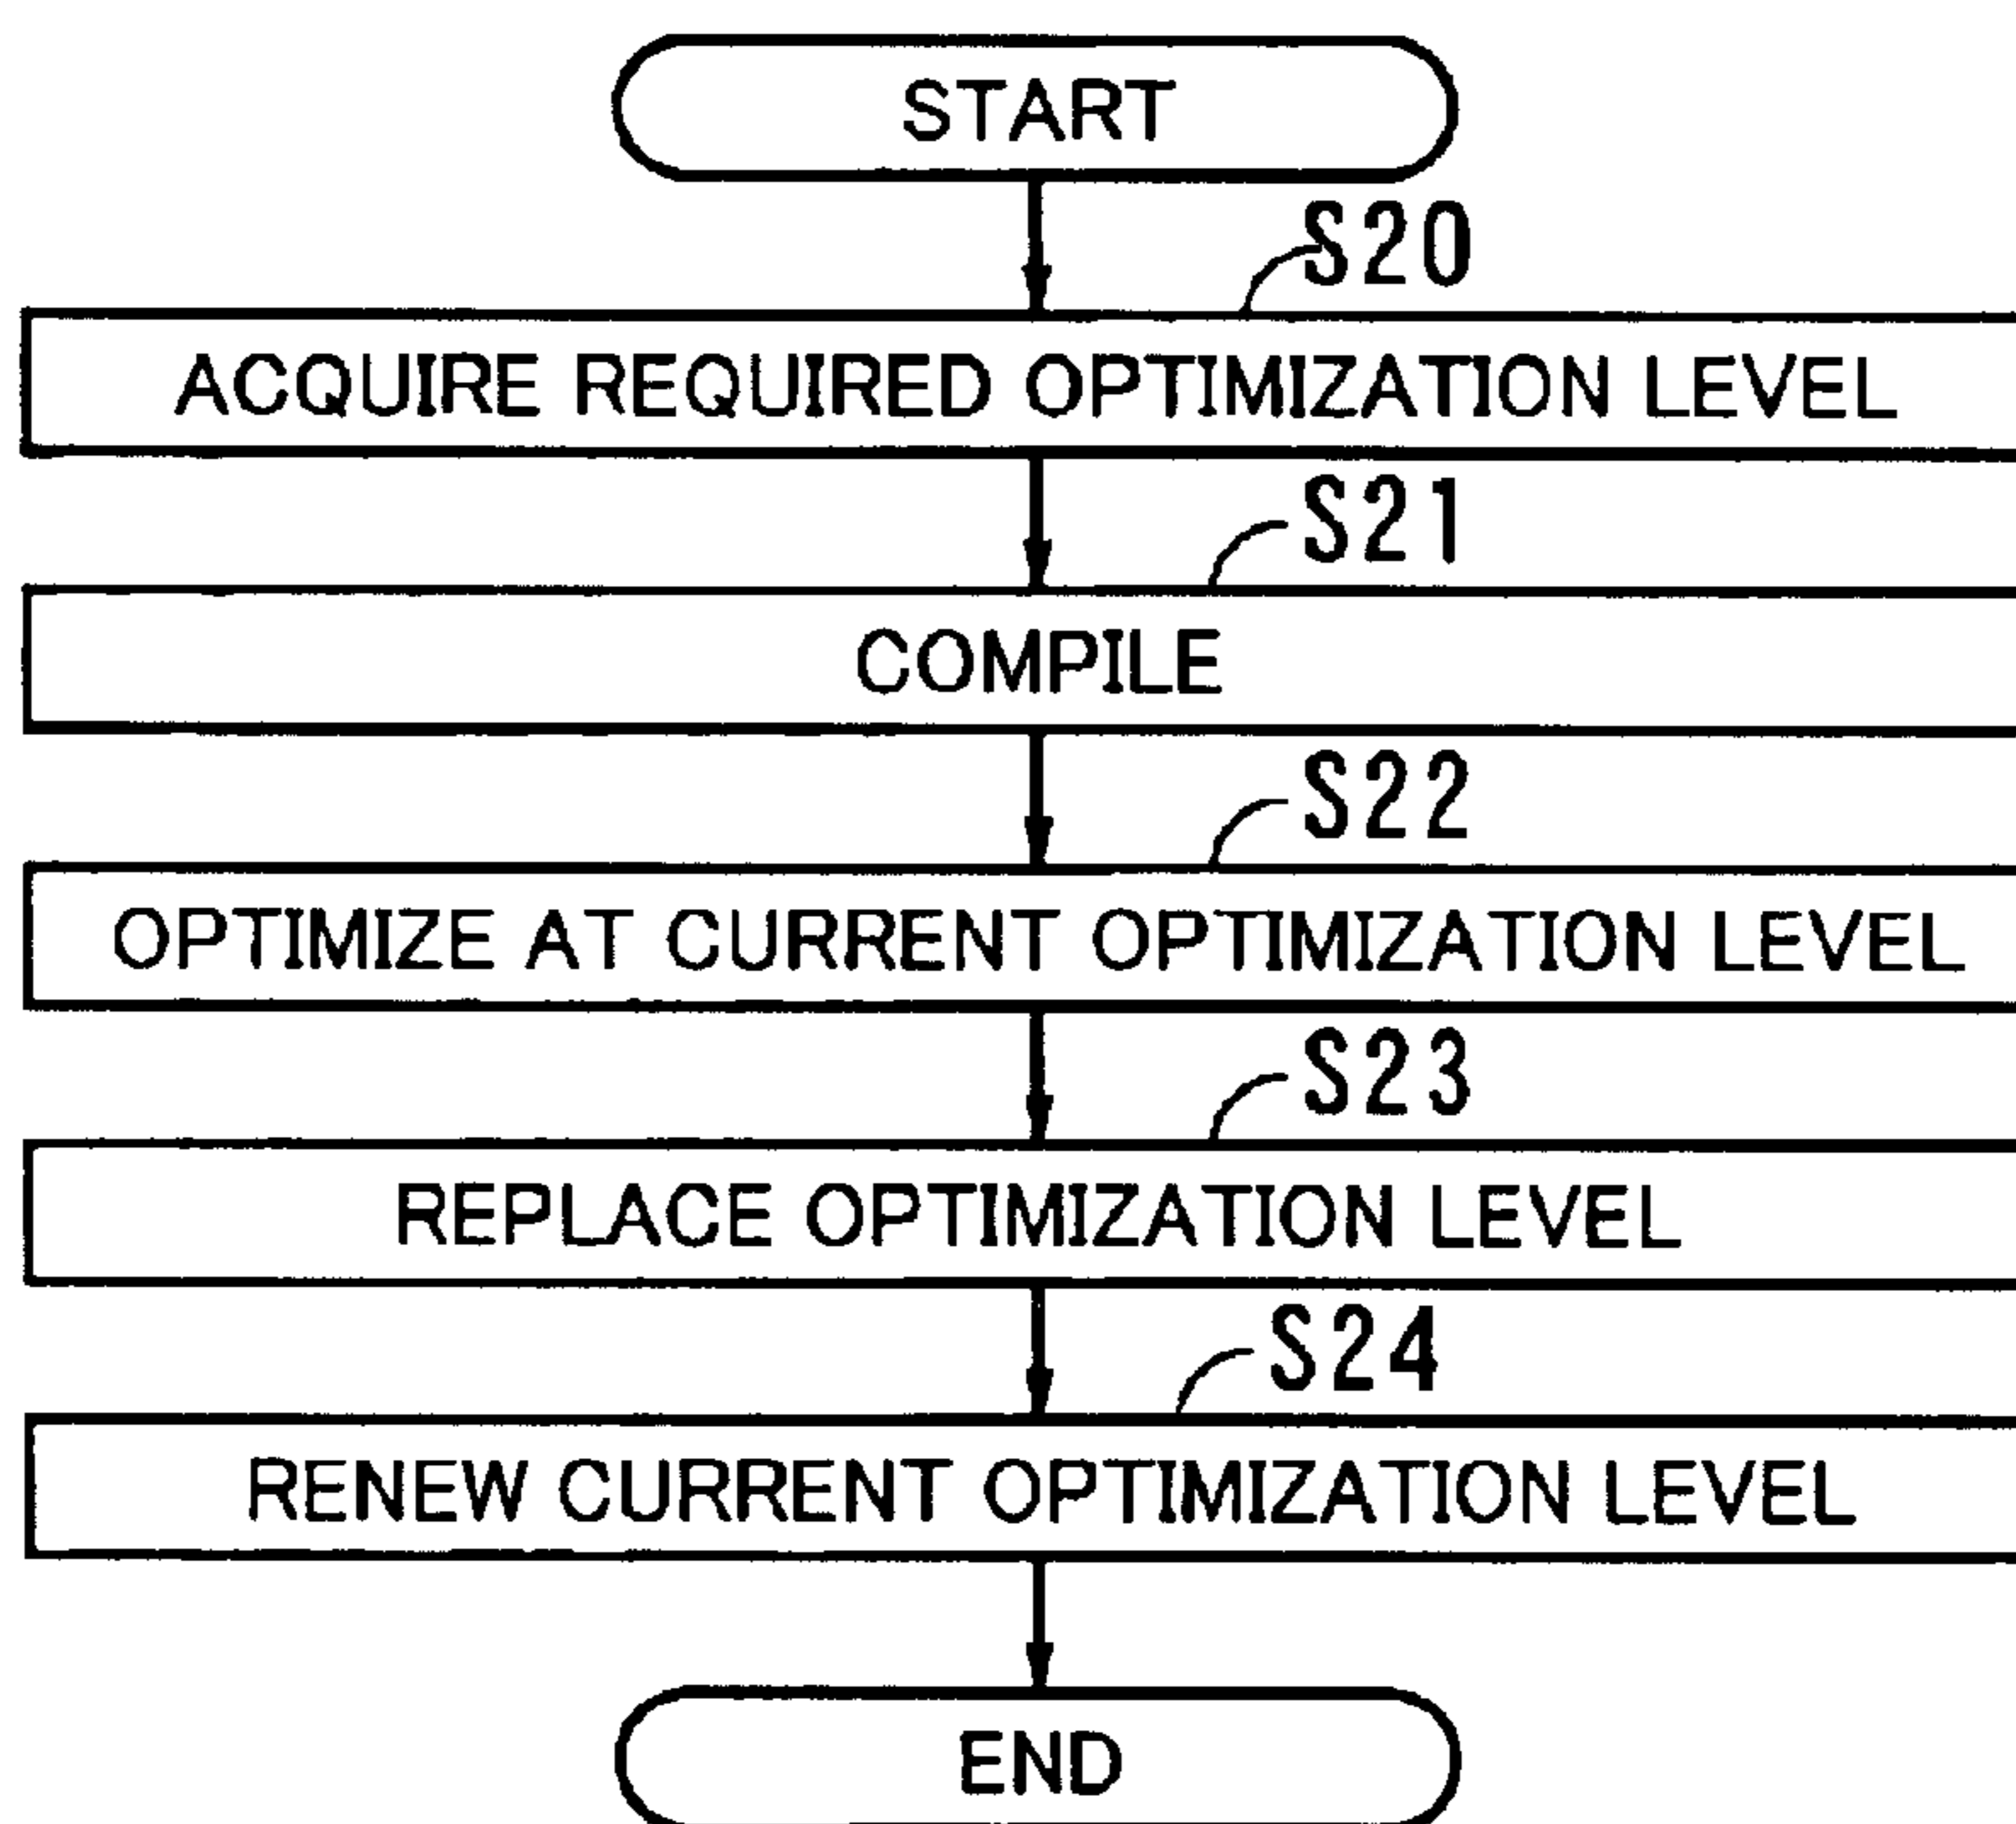 START
S20
ACQUIRE REQUIRED OPTIMIZATION LEVEL
S21
COMPILE
S22
OPTIMIZE AT CURRENT OPTIMIZATION LEVEL
S23
REPLACE OPTIMIZATION LEVEL
S24
RENEW CURRENT OPTIMIZATION LEVEL
END